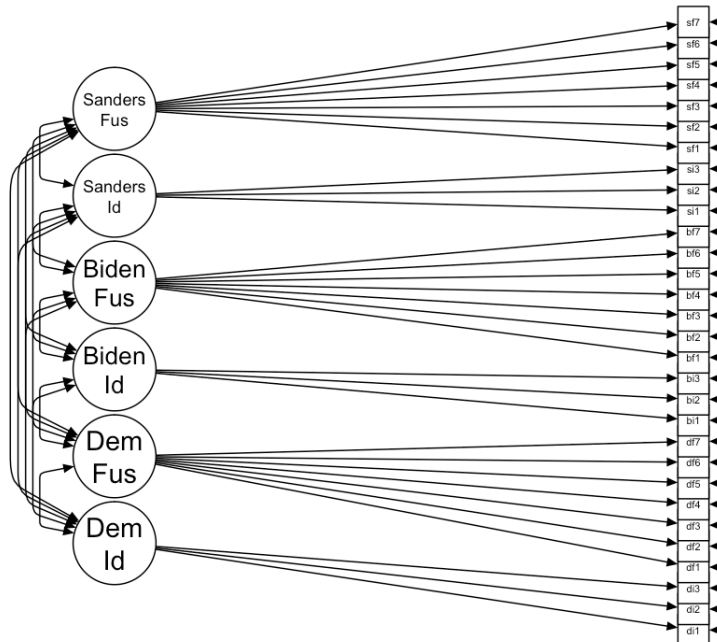 Sanders
Fus
Sanders
Id
Biden
Fus
Biden
Id
Dem
Fus
Dem
Id
sf7
sf6
sf5
sf4
sf3
sf2
sf1
si3
si2
si1
bf7
bf6
bf5
bf4
bf3
bf2
bf1
bi3
bi2
bi1
df7
df6
df5
df4
df3
df2
df1
di3
di2
di1